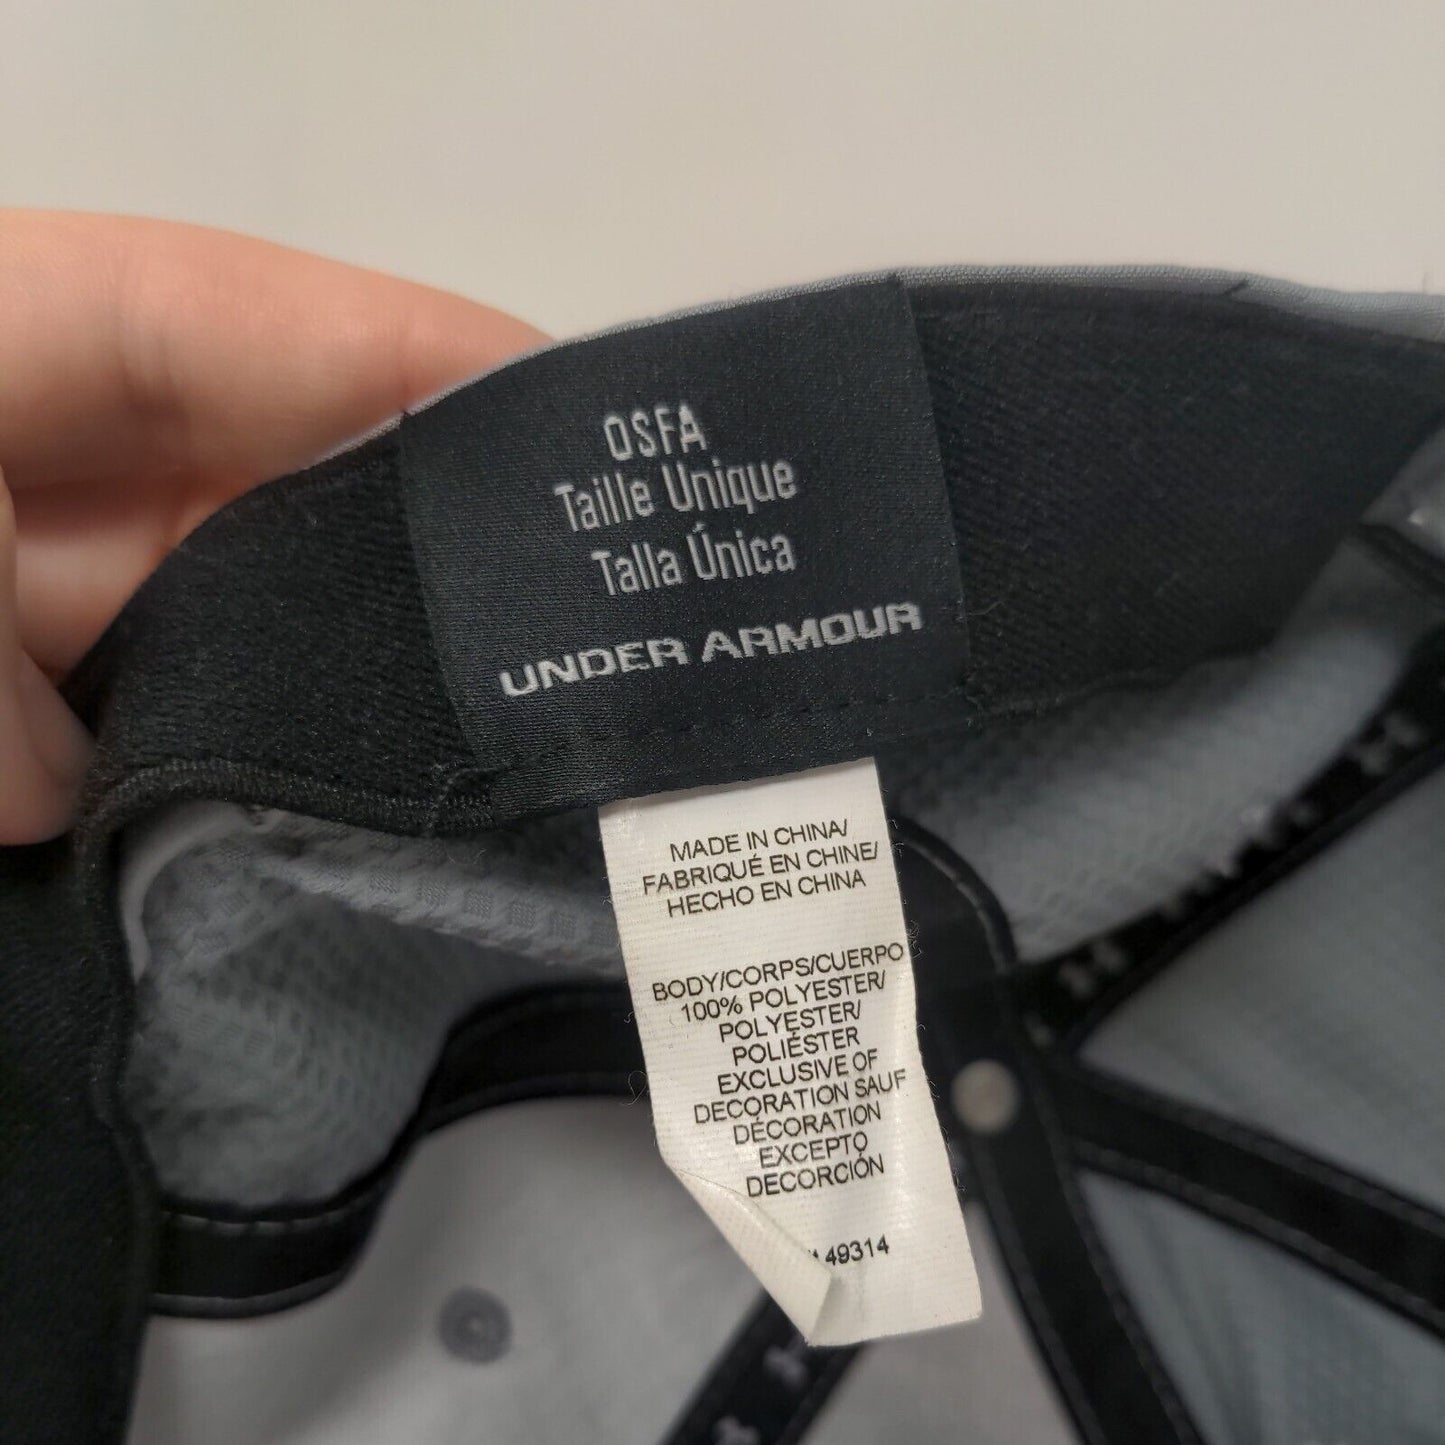 OSFA
Taille Unique
Talla Única
UNDER ARMOUR
MADE IN CHINA/
FABRIQUÉ EN CHINE/
HECHO EN CHINA
BODY/CORPS/CUERPO
100% POLYESTER/
POLYESTER/
POLIÉSTER
EXCLUSIVE OF
DECORATION SAUF
DÉCORATION
EXCEPTO
DECORCIÓN
49314